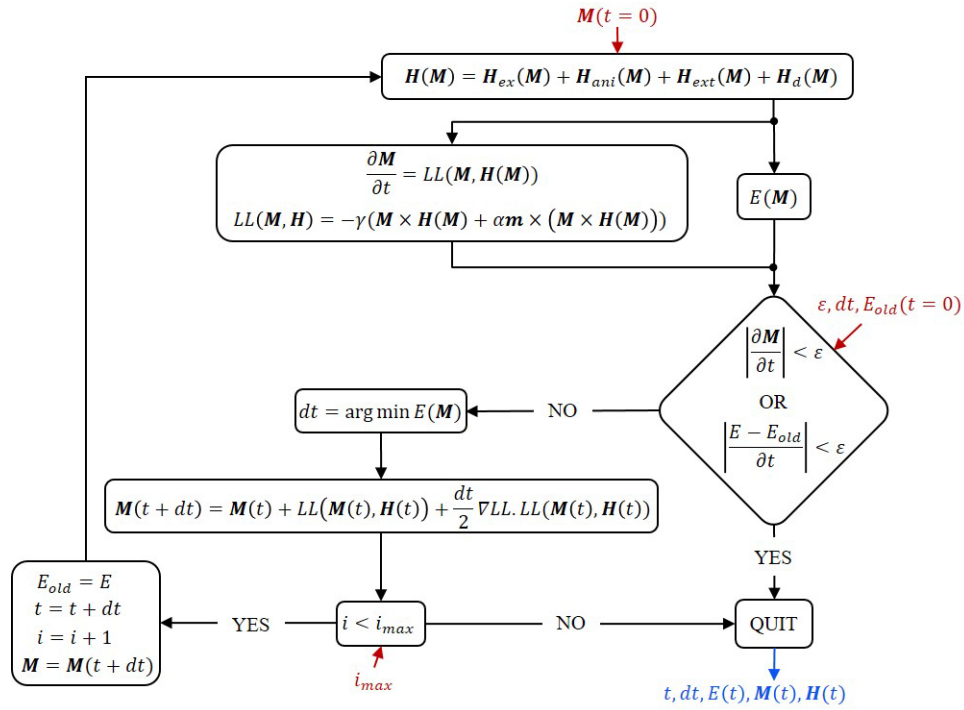 M(t = 0)
H(M) = H_ex(M) + H_ani(M) + H_ext(M) + H_d(M)
∂M/∂t = LL(M, H(M))
LL(M, H) = −γ(M × H(M) + αm × (M × H(M)))
E(M)
ε, dt, E_old(t = 0)
|∂M/∂t| < ε
OR
|(E − E_old)/∂t| < ε
NO
dt = arg min E(M)
M(t + dt) = M(t) + LL(M(t), H(t)) + dt/2 ∇LL. LL(M(t), H(t))
YES
E_old = E
t = t + dt
i = i + 1
M = M(t + dt)
YES
i < i_max
NO
QUIT
i_max
t, dt, E(t), M(t), H(t)